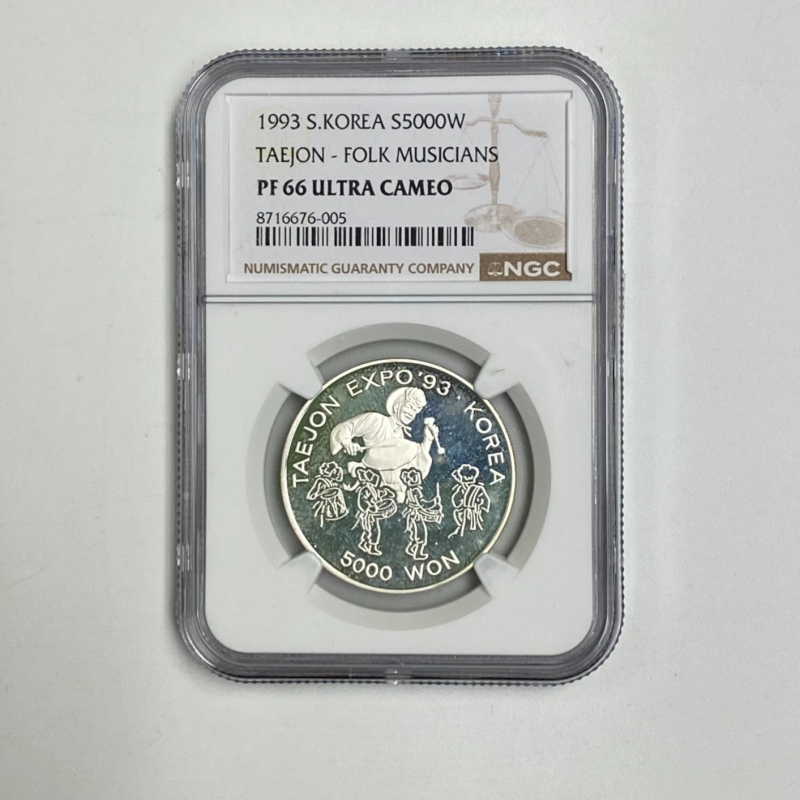 1993 S.KOREA S5000W
TAEJON - FOLK MUSICIANS
PF 66 ULTRA CAMEO
8716676-005
NUMISMATIC GUARANTY COMPANY NGC
TAEJON EXPO '93 · KOREA
5000 WON